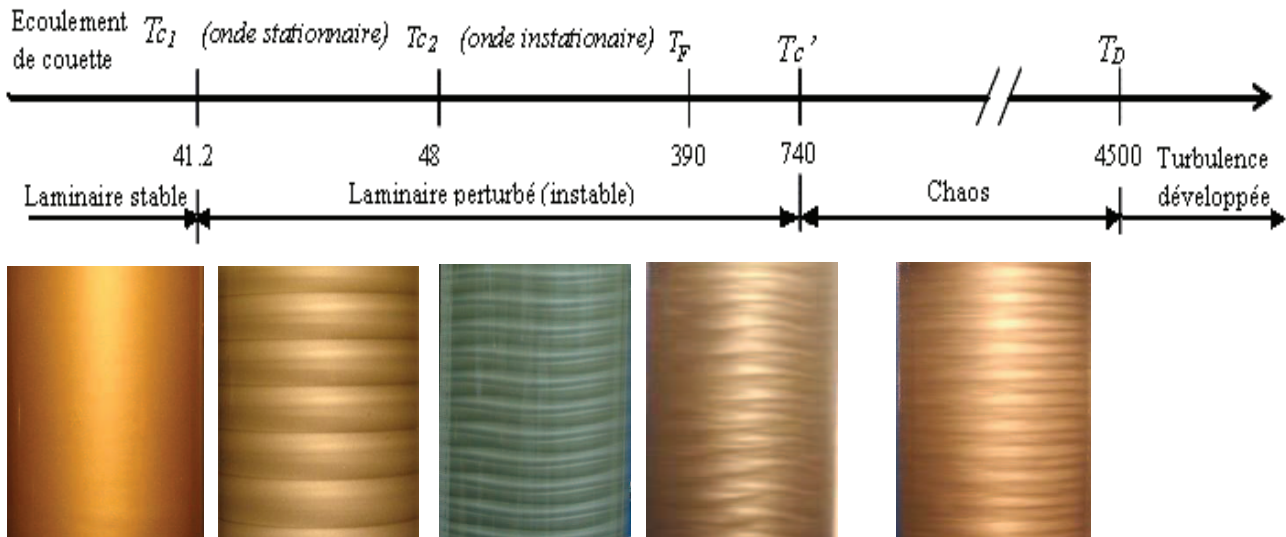 Ecoulement
de couette
Tc1 (onde stationnaire) Tc2 (onde instationaire) TF Tc' TD
41.2 48 390 740 4500
Turbulence
développée
Laminaire stable Laminaire perturbé (instable) Chaos